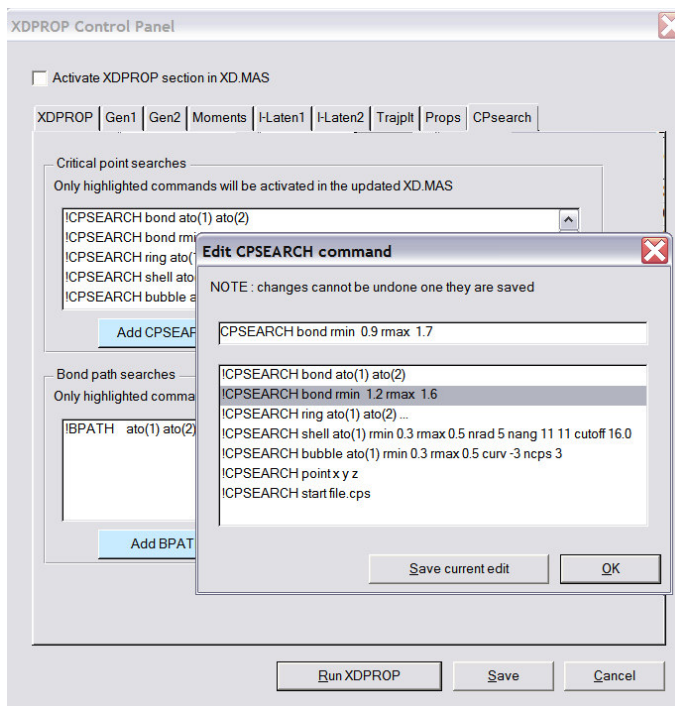 XDPROP Control Panel
Activate XDPROP section in XD.MAS
XDPROP Gen1 Gen2 Moments I-Laten1 I-Laten2 Trajplt Props CPsearch
Critical point searches
Only highlighted commands will be activated in the updated XD.MAS
!CPSEARCH bond ato(1) ato(2)
!CPSEARCH bond
!CPSEARCH ring
!CPSEARCH shell
!CPSEARCH bubble
Add
Edit CPSEARCH command
NOTE : changes cannot be undone one they are saved
CPSEARCH bond rmin 0.9 rmax 1.7
!CPSEARCH bond ato(1) ato(2)
!CPSEARCH bond rmin 1.2 rmax 1.6
!CPSEARCH ring ato(1) ato(2) ...
!CPSEARCH shell ato(1) rmin 0.3 rmax 0.5 nrad 5 nang 11 11 cutoff 16.0
!CPSEARCH bubble ato(1) rmin 0.3 rmax 0.5 curv -3 ncps 3
!CPSEARCH point x y z
!CPSEARCH start file.cps
Save current edit OK
Bond path searches
Only highlighted
!BPATH ato(1) ato(2)
Add
Run XDPROP Save Cancel